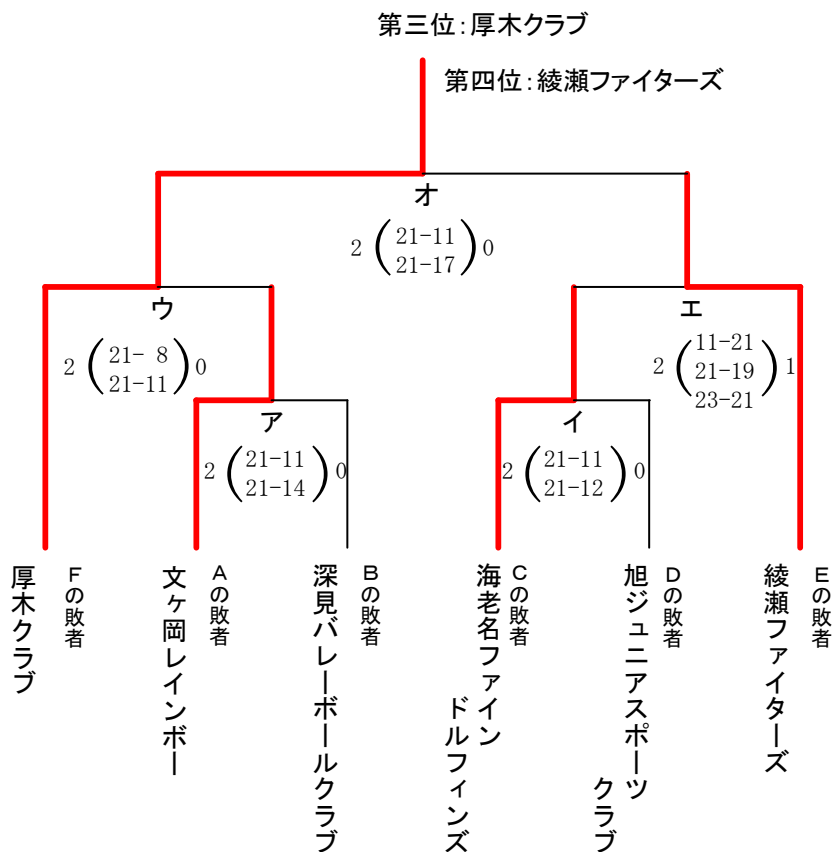 第三位:厚木クラブ
第四位:綾瀬ファイターズ
オ
2 (21-11 21-17) 0
ウ
2 (21- 8 21-11) 0
エ
2 (11-21 21-19 23-21) 1
ア
2 (21-11 21-14) 0
イ
2 (21-11 21-12) 0
Fの敗者
厚木クラブ
Aの敗者
文ヶ岡レインボー
Bの敗者
深見バレーボールクラブ
Cの敗者
海老名ファイン
ドルフィンズ
Dの敗者
旭ジュニアスポーツ
クラブ
Eの敗者
綾瀬ファイターズ